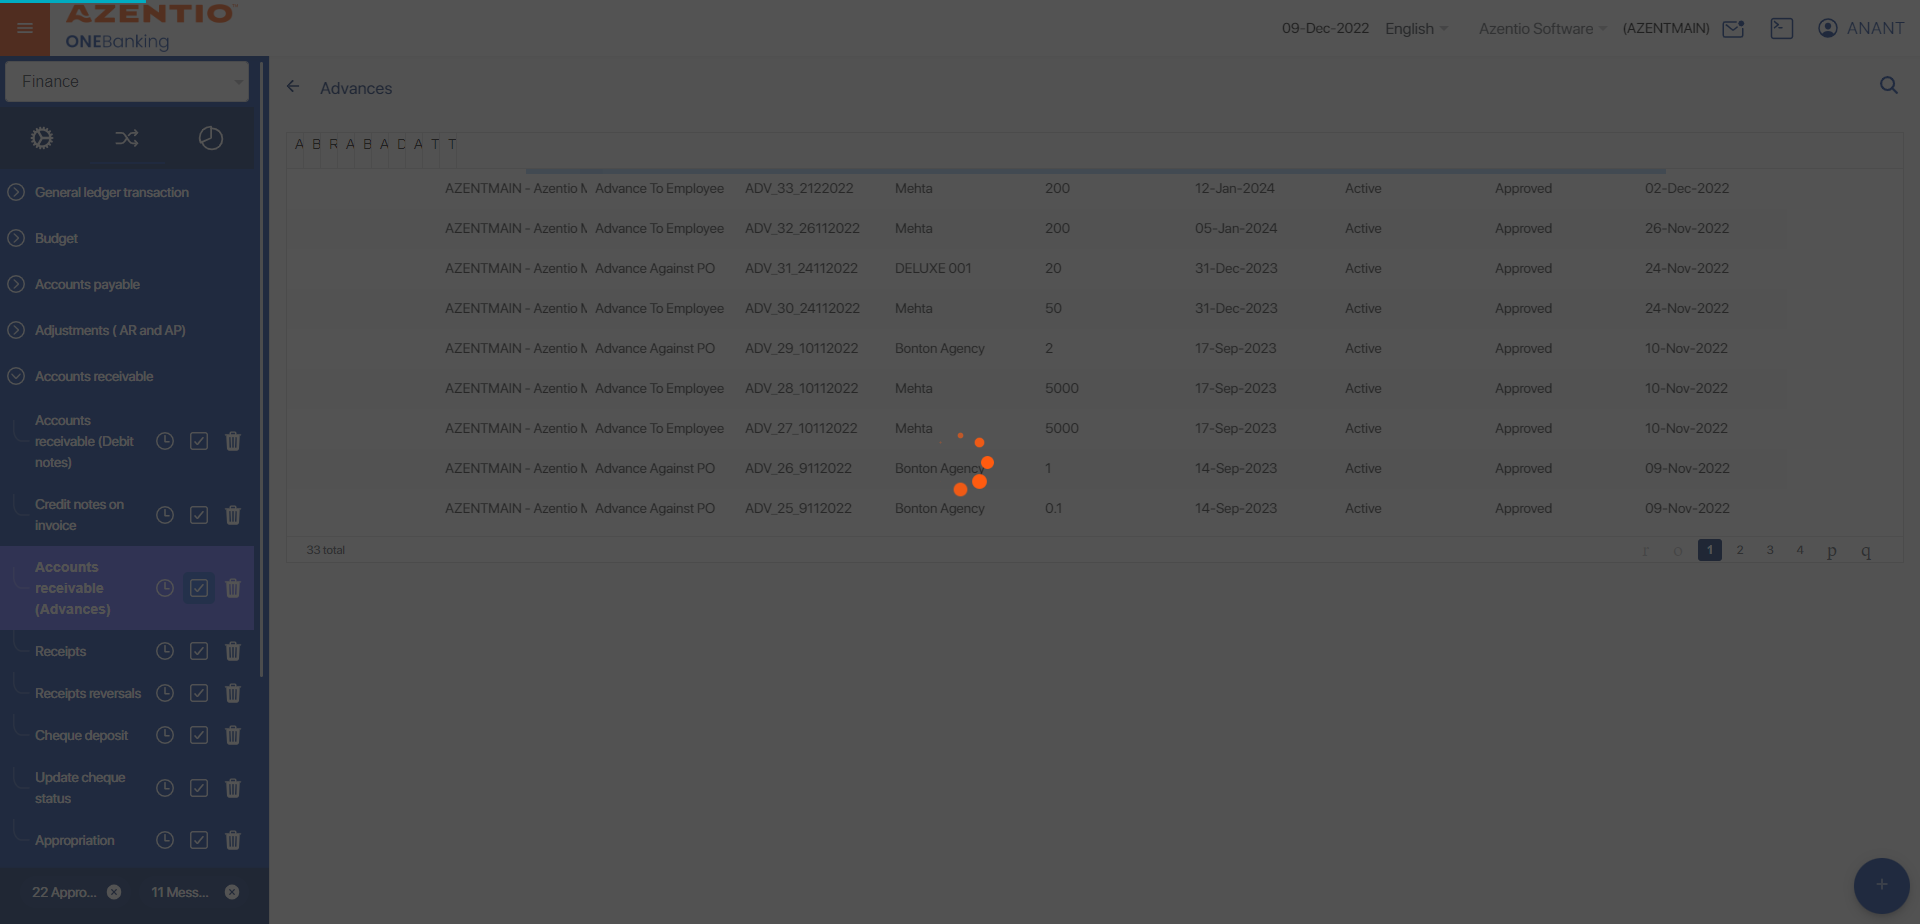 AZENTIO™
ONEBanking
09-Dec-2022 English Azentio Software (AZENTMAIN) ANANT
Finance
Advances
General ledger transaction
Budget
Accounts payable
Adjustments ( AR and AP)
Accounts receivable
Accounts
receivable (Debit
notes)
Credit notes on
invoice
Accounts
receivable
(Advances)
Receipts
Receipts reversals
Cheque deposit
Update cheque
status
Appropriation
22 Appro...
11 Mess...
A B R A B A D A T T
AZENTMAIN - Azentio M Advance To Employee ADV_33_2122022 Mehta 200 12-Jan-2024 Active Approved 02-Dec-2022
AZENTMAIN - Azentio M Advance To Employee ADV_32_26112022 Mehta 200 05-Jan-2024 Active Approved 26-Nov-2022
AZENTMAIN - Azentio M Advance Against PO ADV_31_24112022 DELUXE 001 20 31-Dec-2023 Active Approved 24-Nov-2022
AZENTMAIN - Azentio M Advance To Employee ADV_30_24112022 Mehta 50 31-Dec-2023 Active Approved 24-Nov-2022
AZENTMAIN - Azentio M Advance Against PO ADV_29_10112022 Bonton Agency 2 17-Sep-2023 Active Approved 10-Nov-2022
AZENTMAIN - Azentio M Advance To Employee ADV_28_10112022 Mehta 5000 17-Sep-2023 Active Approved 10-Nov-2022
AZENTMAIN - Azentio M Advance To Employee ADV_27_10112022 Mehta 5000 17-Sep-2023 Active Approved 10-Nov-2022
AZENTMAIN - Azentio M Advance Against PO ADV_26_9112022 Bonton Agency 1 14-Sep-2023 Active Approved 09-Nov-2022
AZENTMAIN - Azentio M Advance Against PO ADV_25_9112022 Bonton Agency 0.1 14-Sep-2023 Active Approved 09-Nov-2022
33 total
r o 1 2 3 4 p q